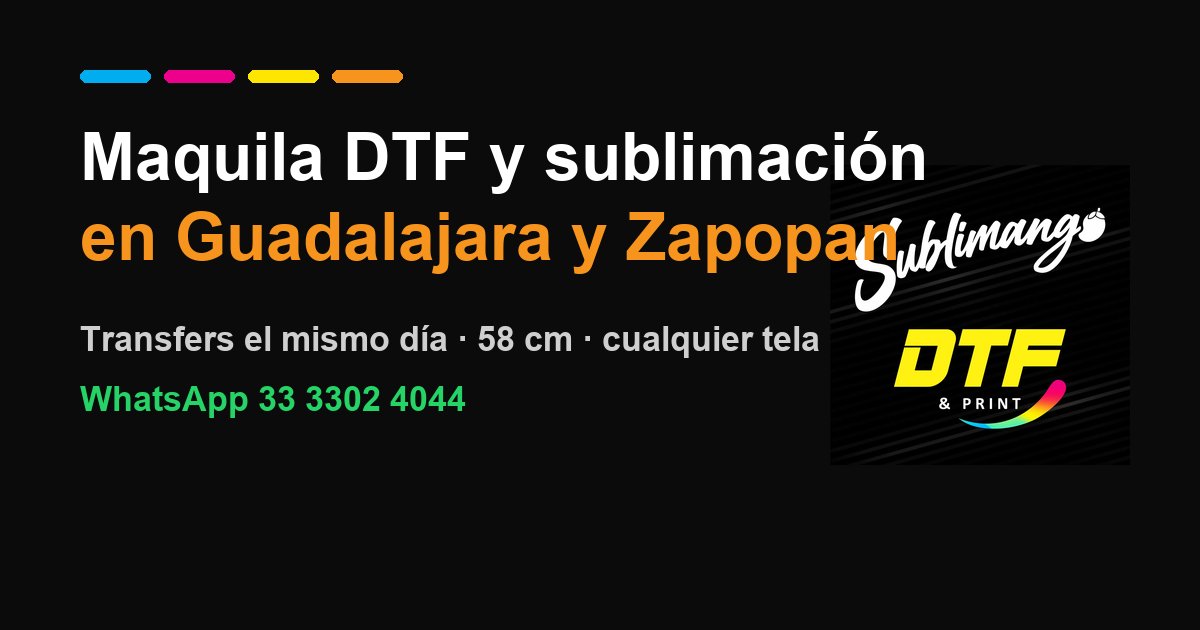 Maquila DTF y sublimación
en Guadalajara y Zapopan
Transfers el mismo día · 58 cm · cualquier tela
WhatsApp 33 3302 4044
Sublimango
DTF
& PRINT